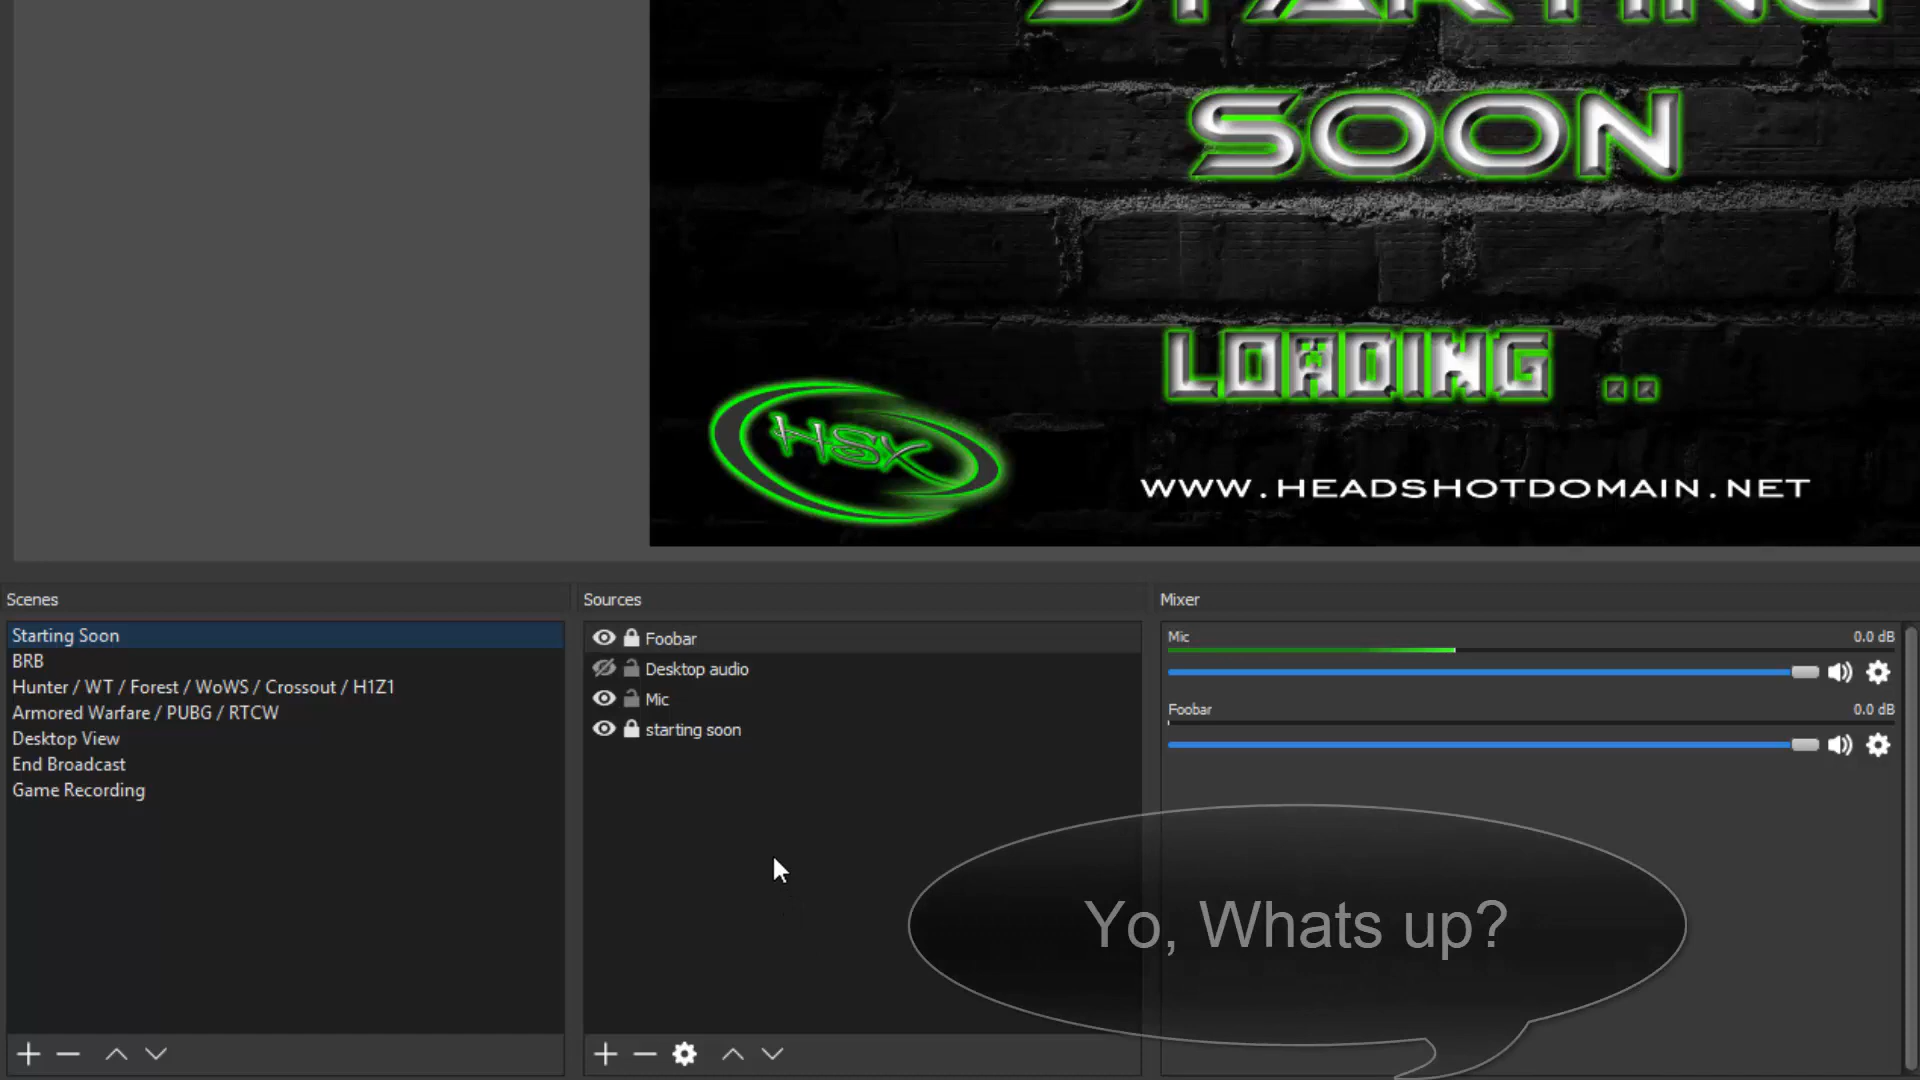 STARTING
SOON
LOADING ..
HSX
WWW.HEADSHOTDOMAIN.NET
Scenes
Starting Soon
BRB
Hunter / WT / Forest / WoWS / Crossout / H1Z1
Armored Warfare / PUBG / RTCW
Desktop View
End Broadcast
Game Recording
Sources
Foobar
Desktop audio
Mic
starting soon
Mixer
Mic 0.0 dB
Foobar 0.0 dB
Yo, Whats up?